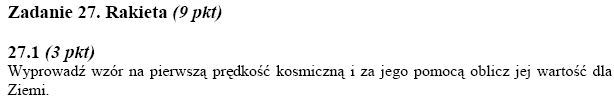 Zadanie 27. Rakieta (9 pkt)
27.1 (3 pkt)
Wyprowadź wzór na pierwszą prędkość kosmiczną i za jego pomocą oblicz jej wartość dla
Ziemi.